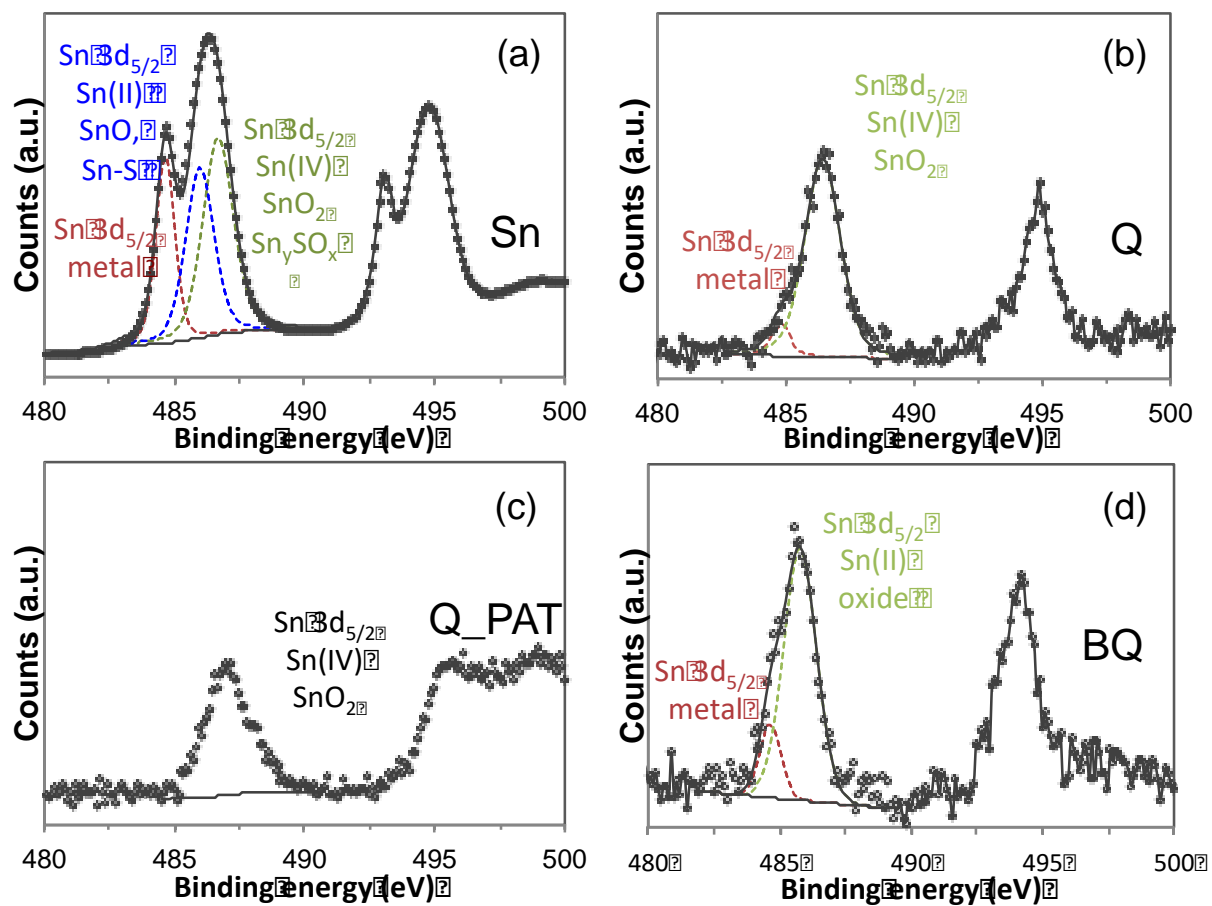 (a)
Sn 3d5/2
Sn(II)
SnO,
Sn-S
Sn 3d5/2
Sn(IV)
SnO2
SnySOx
Sn 3d5/2
metal
Sn
Counts (a.u.)
480 485 490 495 500
Binding energy (eV)
(b)
Sn 3d5/2
Sn(IV)
SnO2
Sn 3d5/2
metal
Q
Counts (a.u.)
480 485 490 495 500
Binding energy (eV)
(c)
Q_PAT
Sn 3d5/2
Sn(IV)
SnO2
Counts (a.u.)
480 485 490 495 500
Binding energy (eV)
(d)
Sn 3d5/2
Sn(II)
oxide
BQ
Sn 3d5/2
metal
Counts (a.u.)
480 485 490 495 500
Binding energy (eV)